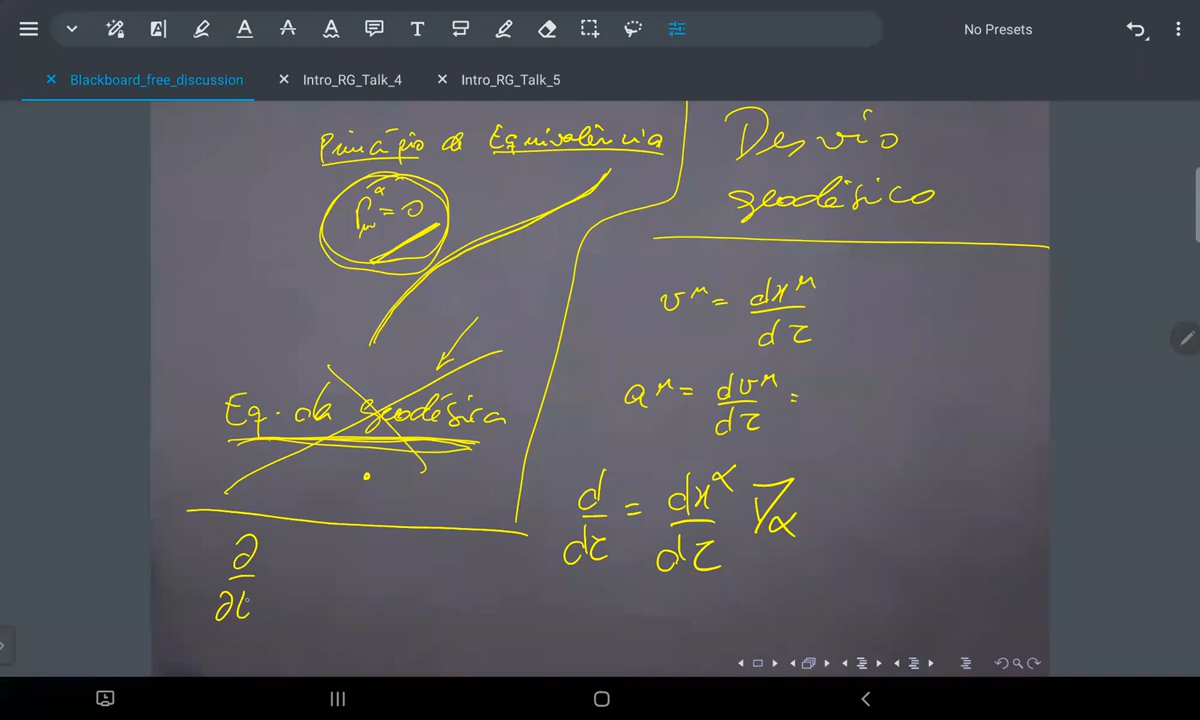 No Presets
Blackboard_free_discussion
Intro_RG_Talk_4
Intro_RG_Talk_5
Princípio de Equivalência
Γ^α_μν = 0
Eq. da geodésica
∂/∂t
Desvio
geodésico
v^μ = dx^μ/dτ
a^μ = dv^μ/dτ =
d/dτ = dx^α/dτ ∇_α